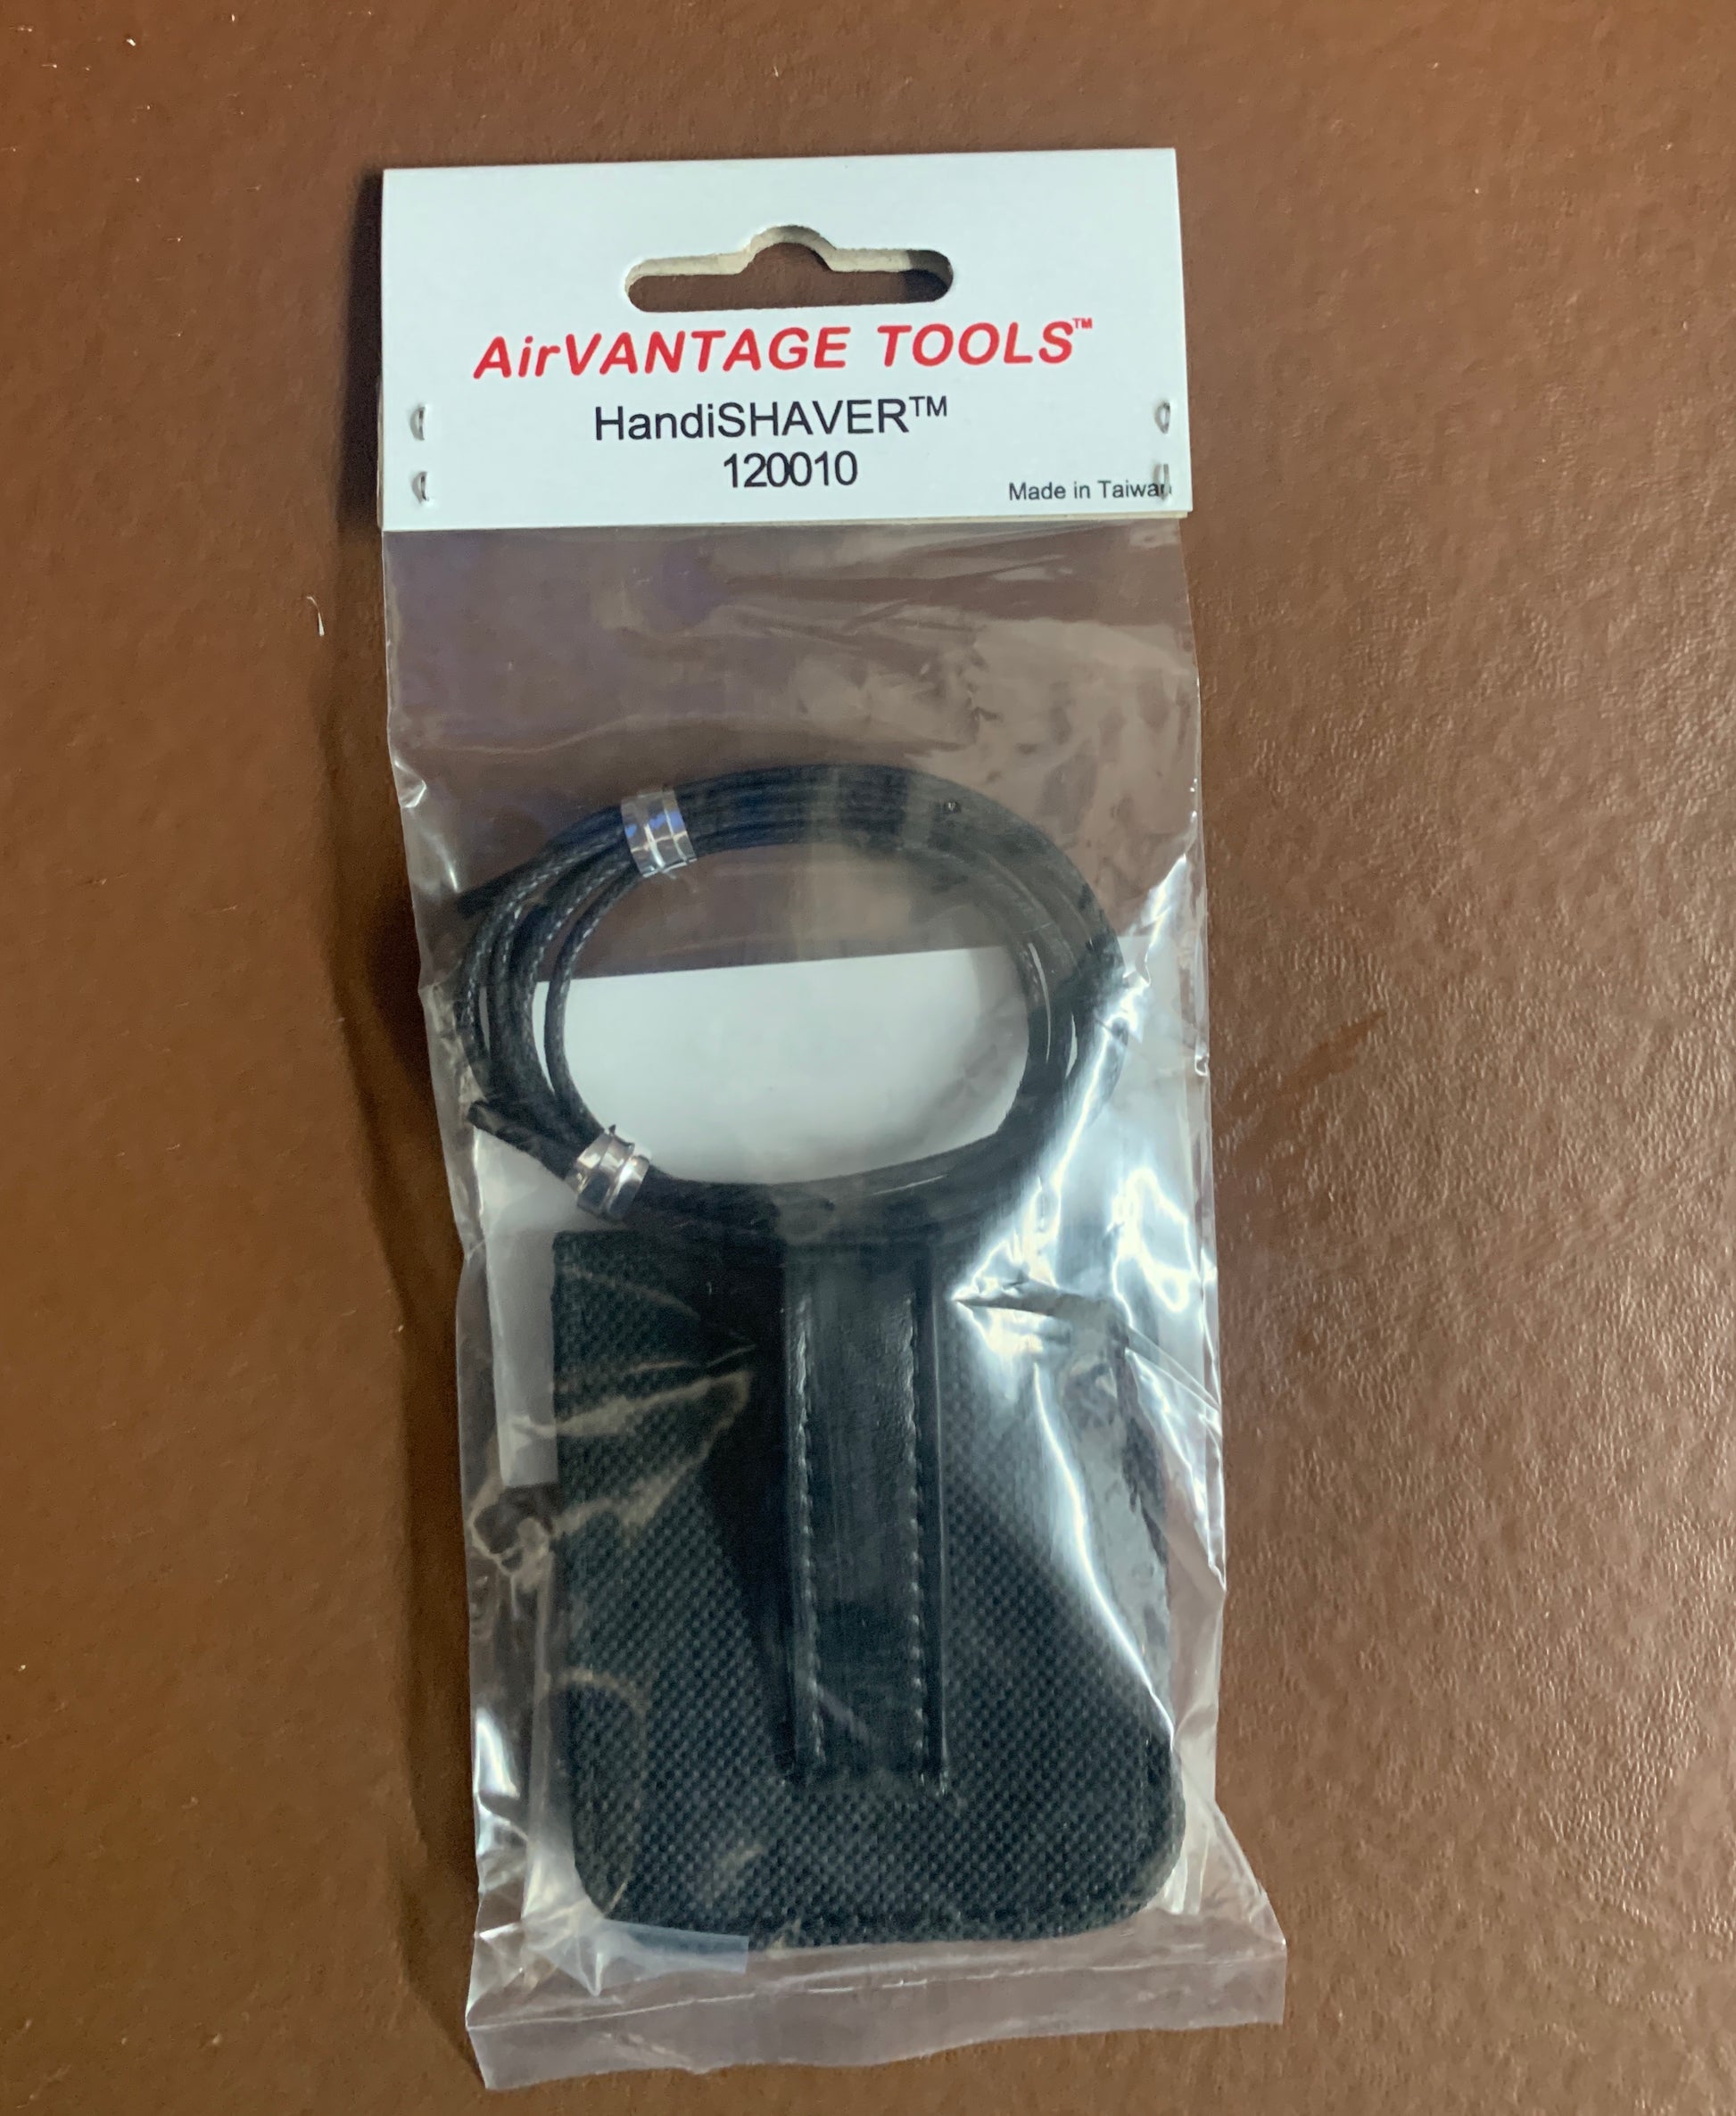 AirVANTAGE TOOLS™
HandiSHAVER™
120010
Made in Taiwan